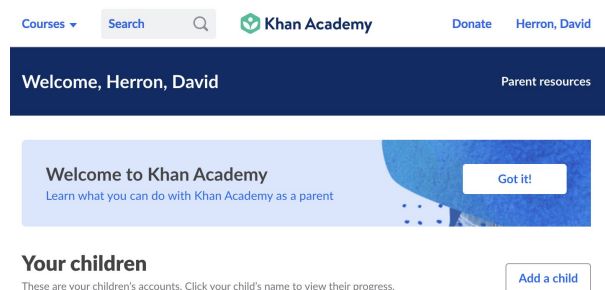 Courses Search Khan Academy Donate Herron, David
Welcome, Herron, David Parent resources
Welcome to Khan Academy
Learn what you can do with Khan Academy as a parent
Got it!
Your children
Add a child
These are your children's accounts. Click your child's name to view their progress.